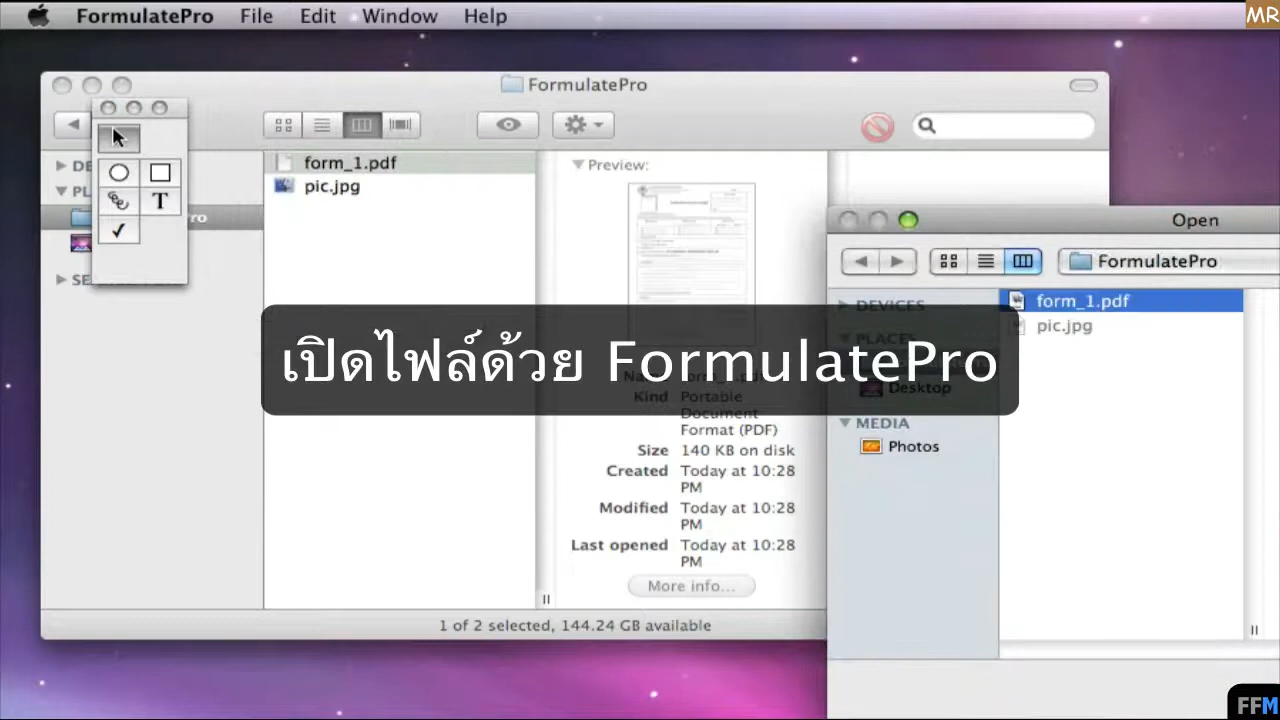 FormulatePro File Edit Window Help
MR
FormulatePro
form_1.pdf
pic.jpg
Preview:
T
Open
FormulatePro
form_1.pdf
pic.jpg
DEVICES
PLACES
Desktop
MEDIA
Photos
เปิดไฟล์ด้วย FormulatePro
Kind Portable
Document
Format (PDF)
Size 140 KB on disk
Created Today at 10:28
PM
Modified Today at 10:28
PM
Last opened Today at 10:28
PM
More info...
1 of 2 selected, 144.24 GB available
FFM